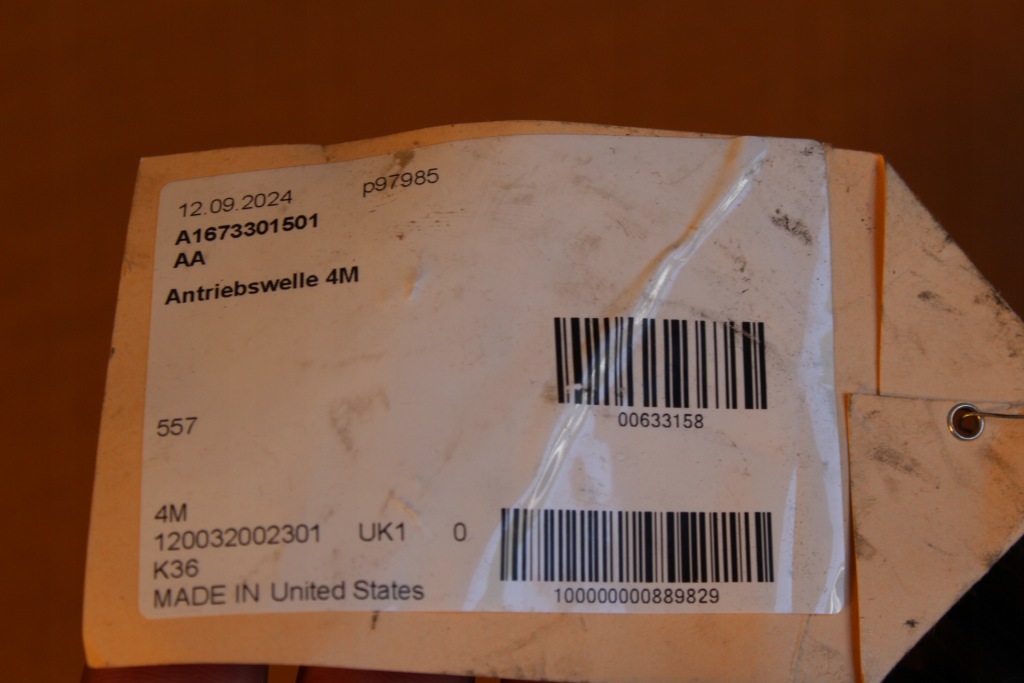 12.09.2024 p97985
A1673301501
AA
Antriebswelle 4M
00633158
557
4M
120032002301 UK1 0
K36
MADE IN United States
100000000889829